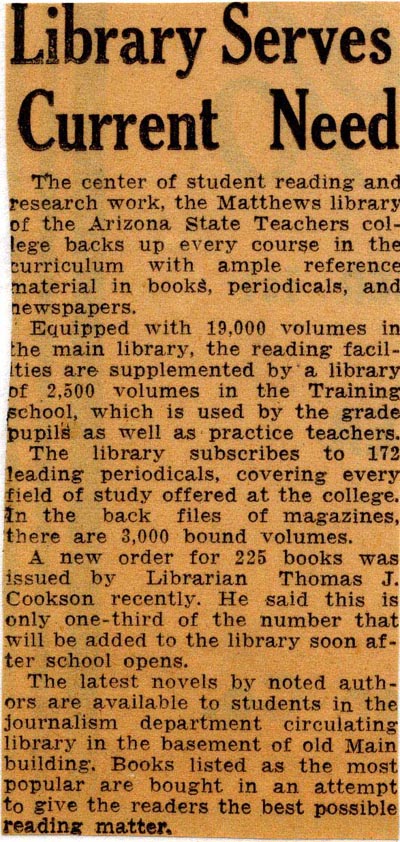 Library Serves
Current Need
The center of student reading and
research work, the Matthews library
of the Arizona State Teachers col-
lege backs up every course in the
curriculum with ample reference
material in books, periodicals, and
newspapers.
Equipped with 19,000 volumes in
the main library, the reading facil-
ities are supplemented by a library
of 2,500 volumes in the Training
school, which is used by the grade
pupils as well as practice teachers.
The library subscribes to 172
leading periodicals, covering every
field of study offered at the college.
In the back files of magazines,
there are 3,000 bound volumes.
A new order for 225 books was
issued by Librarian Thomas J.
Cookson recently. He said this is
only one-third of the number that
will be added to the library soon af-
ter school opens.
The latest novels by noted auth-
ors are available to students in the
journalism department circulating
library in the basement of old Main
building. Books listed as the most
popular are bought in an attempt
to give the readers the best possible
reading matter.